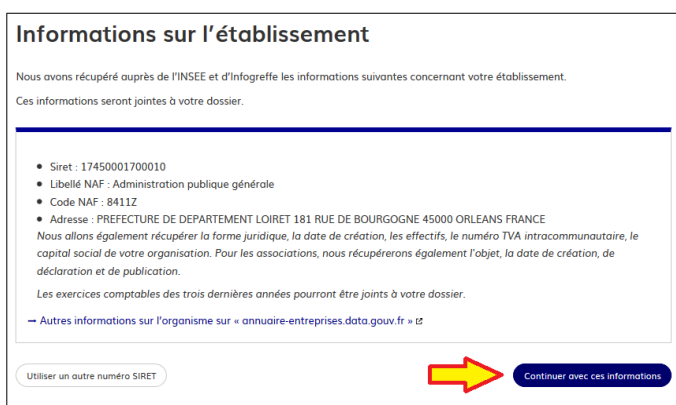 Informations sur l'établissement
Nous avons récupéré auprès de l'INSEE et d'Infogreffe les informations suivantes concernant votre établissement.
Ces informations seront jointes à votre dossier.
• Siret : 17450001700010
• Libellé NAF : Administration publique générale
• Code NAF : 8411Z
• Adresse : PREFECTURE DE DEPARTEMENT LOIRET 181 RUE DE BOURGOGNE 45000 ORLEANS FRANCE
Nous allons également récupérer la forme juridique, la date de création, les effectifs, le numéro TVA intracommunautaire, le
capital social de votre organisation. Pour les associations, nous récupérerons également l'objet, la date de création, de
déclaration et de publication.
Les exercices comptables des trois dernières années pourront être joints à votre dossier.
→ Autres informations sur l'organisme sur « annuaire-entreprises.data.gouv.fr »
Utiliser un autre numéro SIRET
Continuer avec ces informations